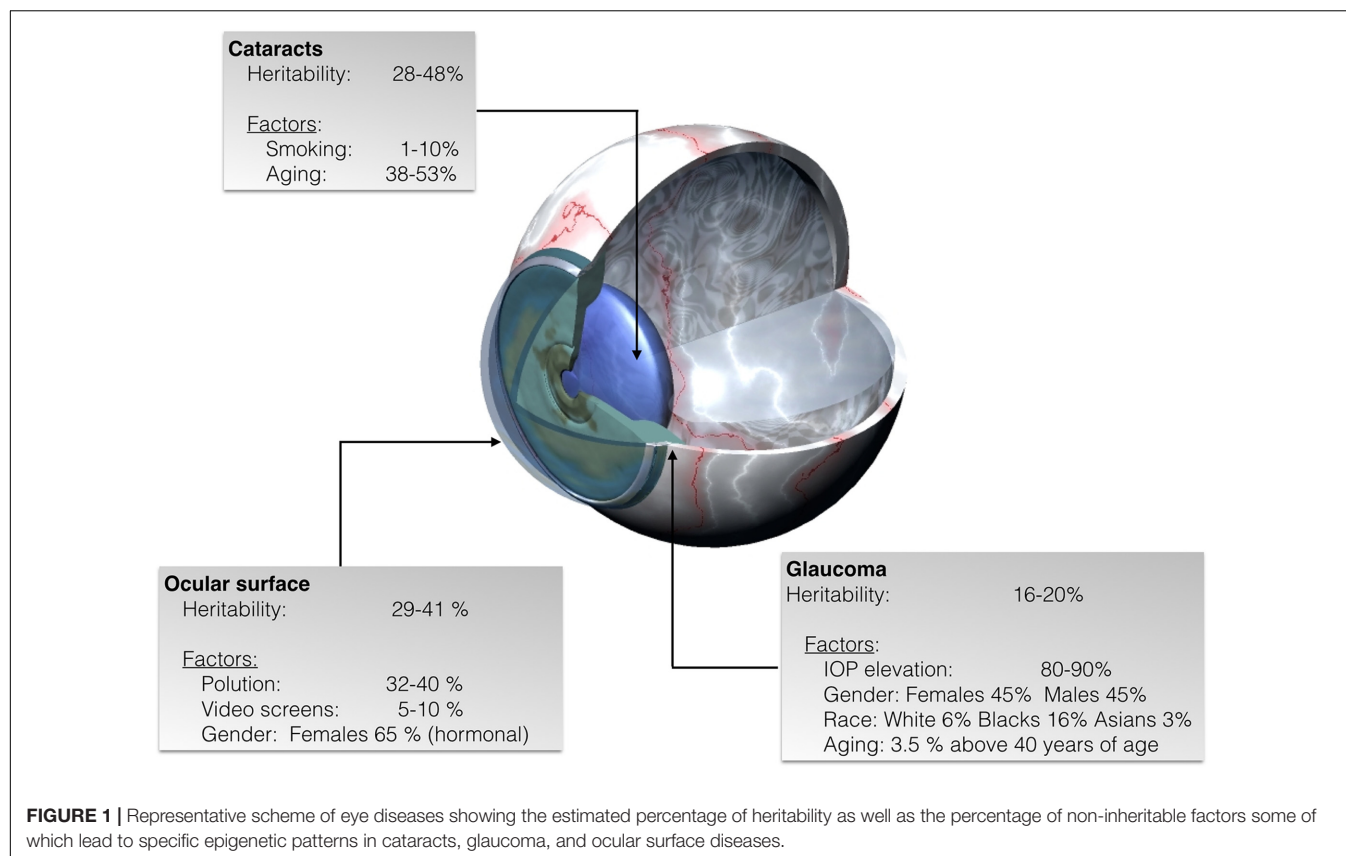 Cataracts
Heritability: 28-48%
Factors:
Smoking: 1-10%
Aging: 38-53%
Ocular surface
Heritability: 29-41 %
Factors:
Polution: 32-40 %
Video screens: 5-10 %
Gender: Females 65 % (hormonal)
Glaucoma
Heritability: 16-20%
Factors:
IOP elevation: 80-90%
Gender: Females 45% Males 45%
Race: White 6% Blacks 16% Asians 3%
Aging: 3.5 % above 40 years of age
FIGURE 1 | Representative scheme of eye diseases showing the estimated percentage of heritability as well as the percentage of non-inheritable factors some of
which lead to specific epigenetic patterns in cataracts, glaucoma, and ocular surface diseases.